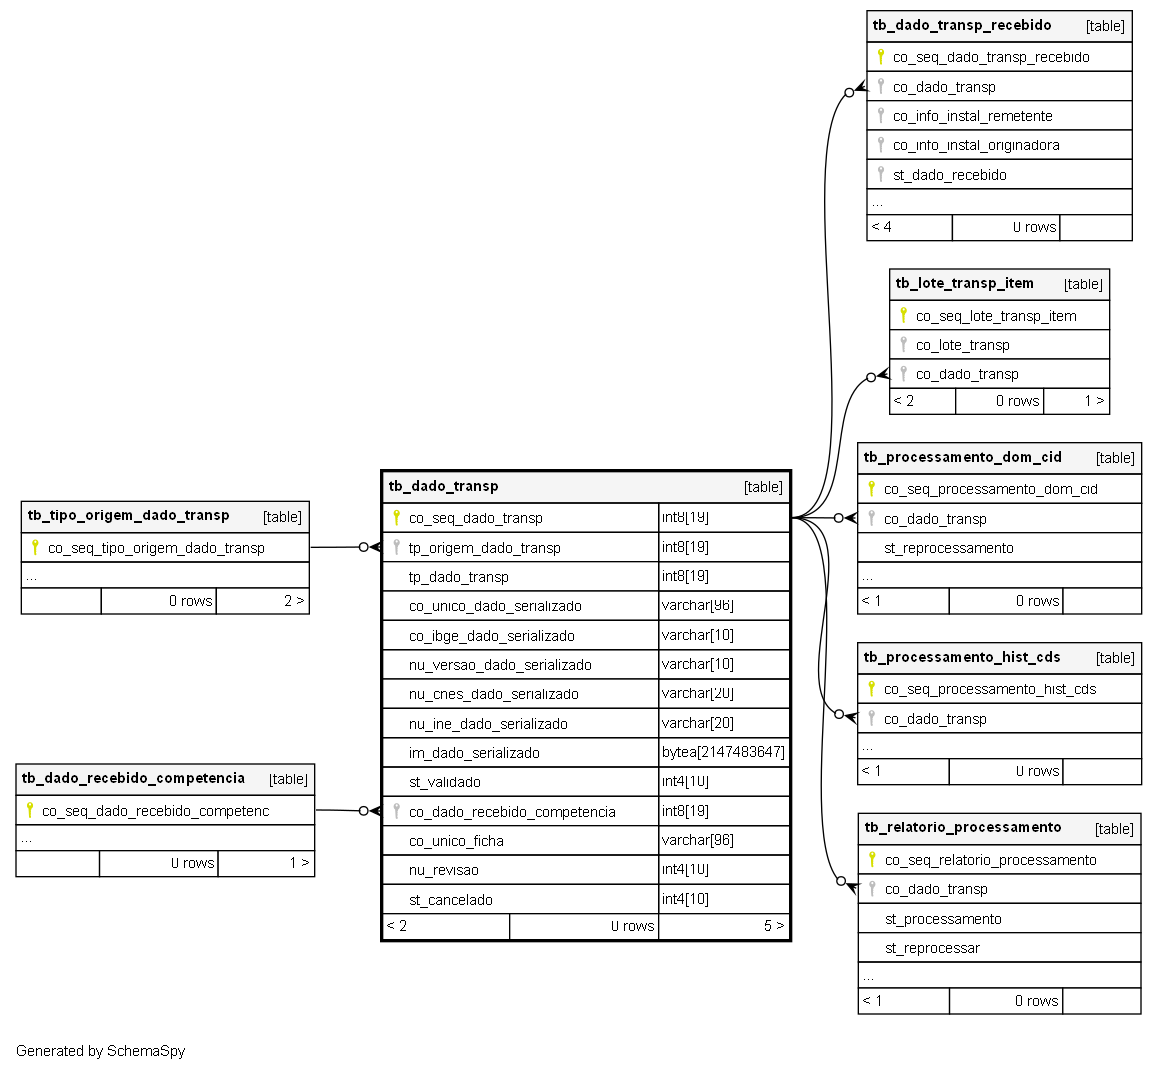 tb_dado_transp_recebido [table]
co_seq_dado_transp_recebido
co_dado_transp
co_info_instal_remetente
co_info_instal_originadora
st_dado_recebido
...
< 4 0 rows
tb_lote_transp_item [table]
co_seq_lote_transp_item
co_lote_transp
co_dado_transp
< 2 0 rows 1 >
tb_processamento_dom_cid [table]
co_seq_processamento_dom_cid
co_dado_transp
st_reprocessamento
...
< 1 0 rows
tb_tipo_origem_dado_transp [table]
co_seq_tipo_origem_dado_transp
...
0 rows 2 >
tb_dado_recebido_competencia [table]
co_seq_dado_recebido_competenc
...
0 rows 1 >
tb_dado_transp [table]
co_seq_dado_transp int8[19]
tp_origem_dado_transp int8[19]
tp_dado_transp int8[19]
co_unico_dado_serializado varchar[96]
co_ibge_dado_serializado varchar[10]
nu_versao_dado_serializado varchar[10]
nu_cnes_dado_serializado varchar[20]
nu_ine_dado_serializado varchar[20]
im_dado_serializado bytea[2147483647]
st_validado int4[10]
co_dado_recebido_competencia int8[19]
co_unico_ficha varchar[96]
nu_revisao int4[10]
st_cancelado int4[10]
< 2 0 rows 5 >
tb_processamento_hist_cds [table]
co_seq_processamento_hist_cds
co_dado_transp
...
< 1 0 rows
tb_relatorio_processamento [table]
co_seq_relatorio_processamento
co_dado_transp
st_processamento
st_reprocessar
...
< 1 0 rows
Generated by SchemaSpy